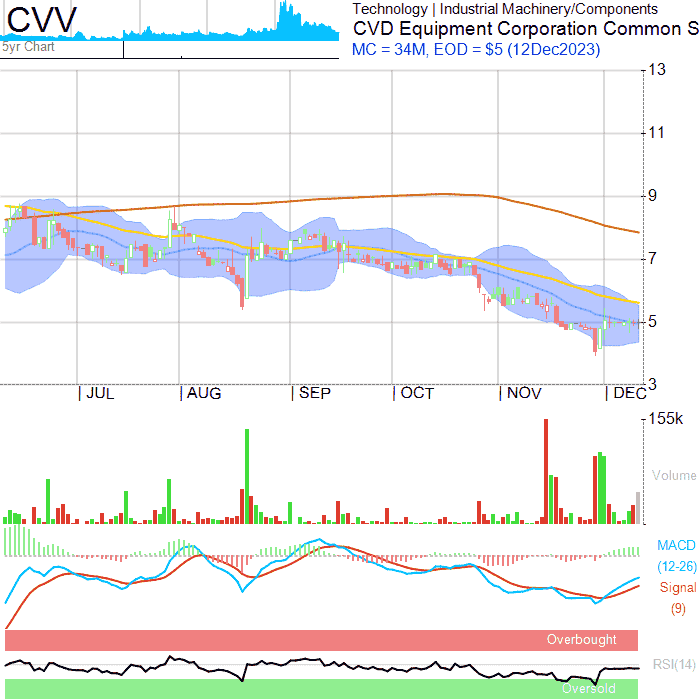 CVV
5yr Chart
Technology | Industrial Machinery/Components
CVD Equipment Corporation Common S
MC = 34M, EOD = $5 (12Dec2023)
13
11
9
7
5
3
JUL
AUG
SEP
OCT
NOV
DEC
155k
Volume
MACD
(12-26)
Signal
(9)
Overbought
RSI(14)
Oversold